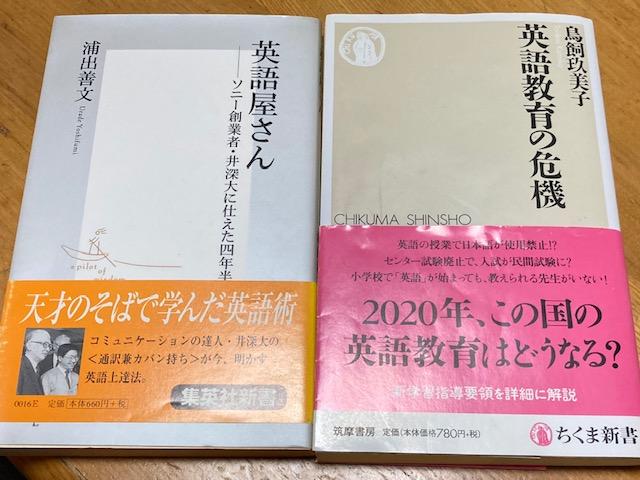 英語屋さん
――ソニー創業者・井深大に仕えた四年半
浦出善文
Urade Yoshifumi
a pilot
of
wisdom
天才のそばで学んだ英語術
コミュニケーションの達人・井深大の
<通訳兼カバン持ち>が今、明かす
英語上達法。
集英社新書
0016E 定価 本体660円+税
鳥飼玖美子
英語教育の危機
CHIKUMA SHINSHO
英語の授業で日本語が使用禁止!?
センター試験廃止で、入試が民間試験に?
小学校で「英語」が始まっても、教えられる先生がいない!
2020年、この国の
英語教育はどうなる?
新学習指導要領を詳細に解説
筑摩書房 定価(本体価格780円+税)
ちくま新書